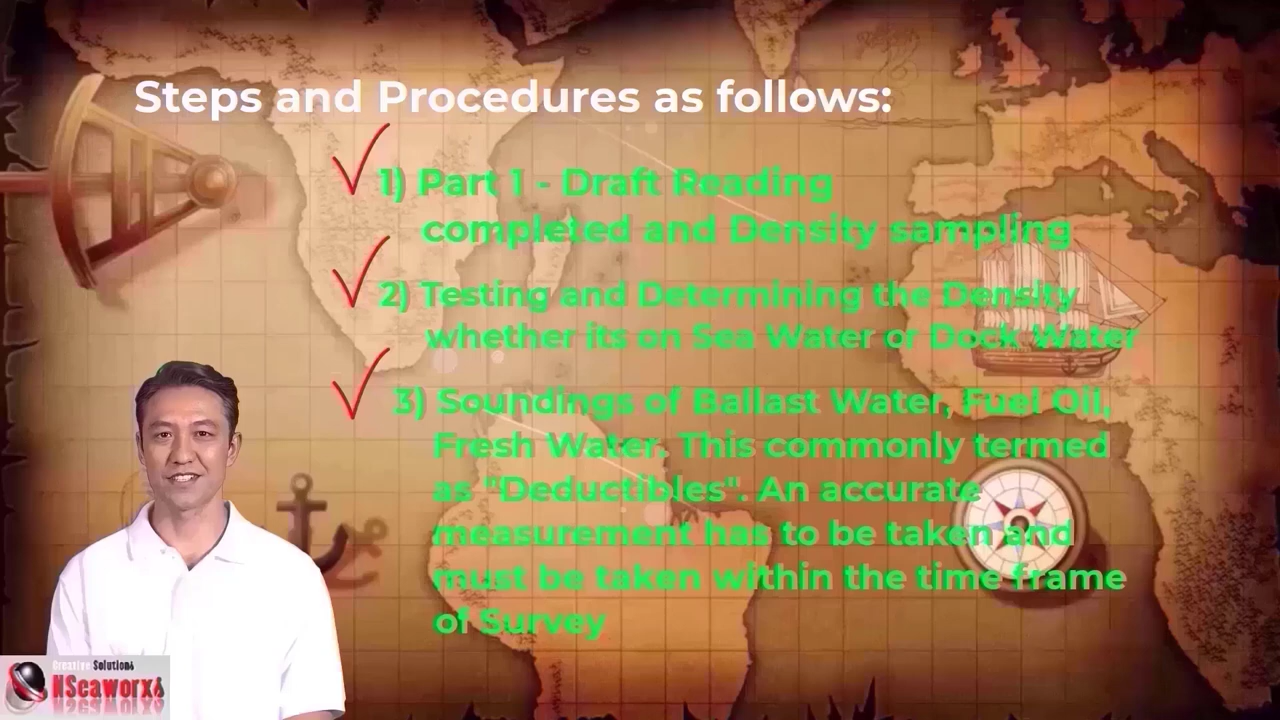 Steps and Procedures as follows:
1) Part 1 - Draft Reading
completed and Density sampling
2) Testing and Determining the Density
whether its on Sea Water or Dock Water
3) Soundings of Ballast Water, Fuel Oil,
Fresh Water. This commonly termed
as "Deductibles". An accurate
measurement has to be taken and
must be taken within the time frame
of Survey
Creative Solutions
NSeaworx6